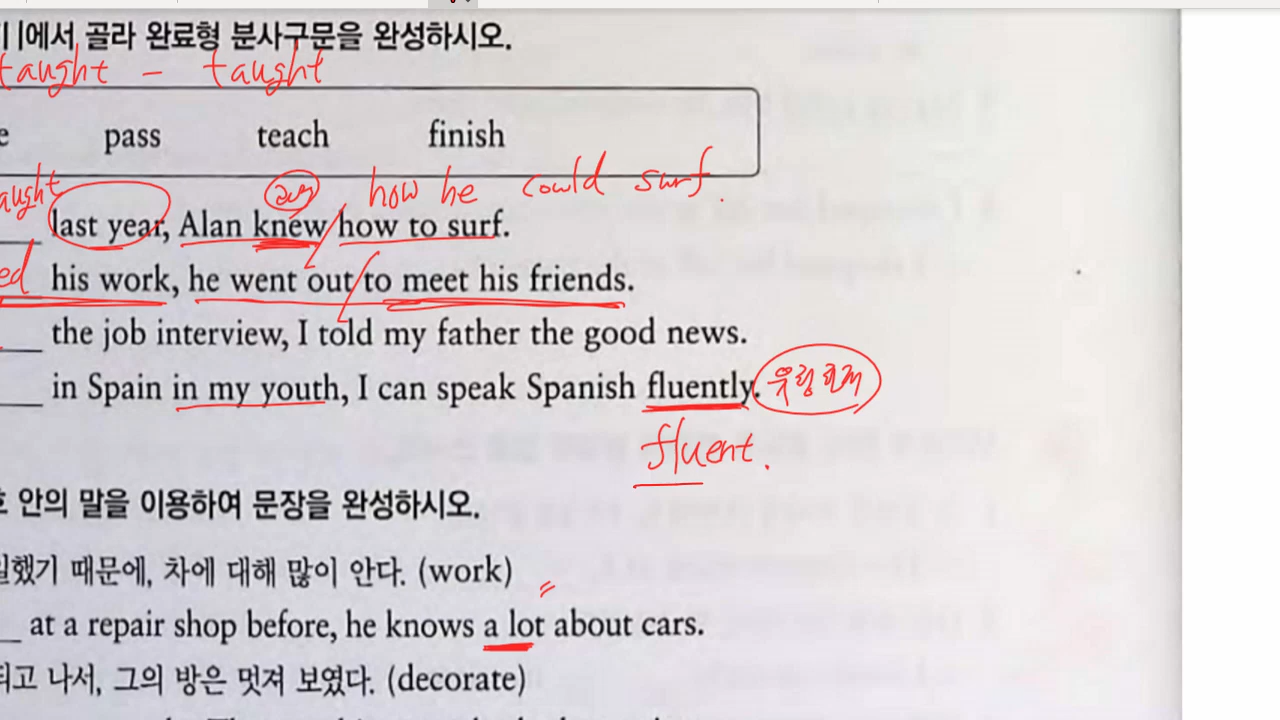 에서 골라 완료형 분사구문을 완성하시오.
taught - taught
pass teach finish
how he could surf.
last year, Alan knew how to surf.
ed his work, he went out to meet his friends.
the job interview, I told my father the good news.
in Spain in my youth, I can speak Spanish fluently.
fluent.
안의 말을 이용하여 문장을 완성하시오.
일했기 때문에, 차에 대해 많이 안다. (work)
at a repair shop before, he knows a lot about cars.
되고 나서, 그의 방은 멋져 보였다. (decorate)